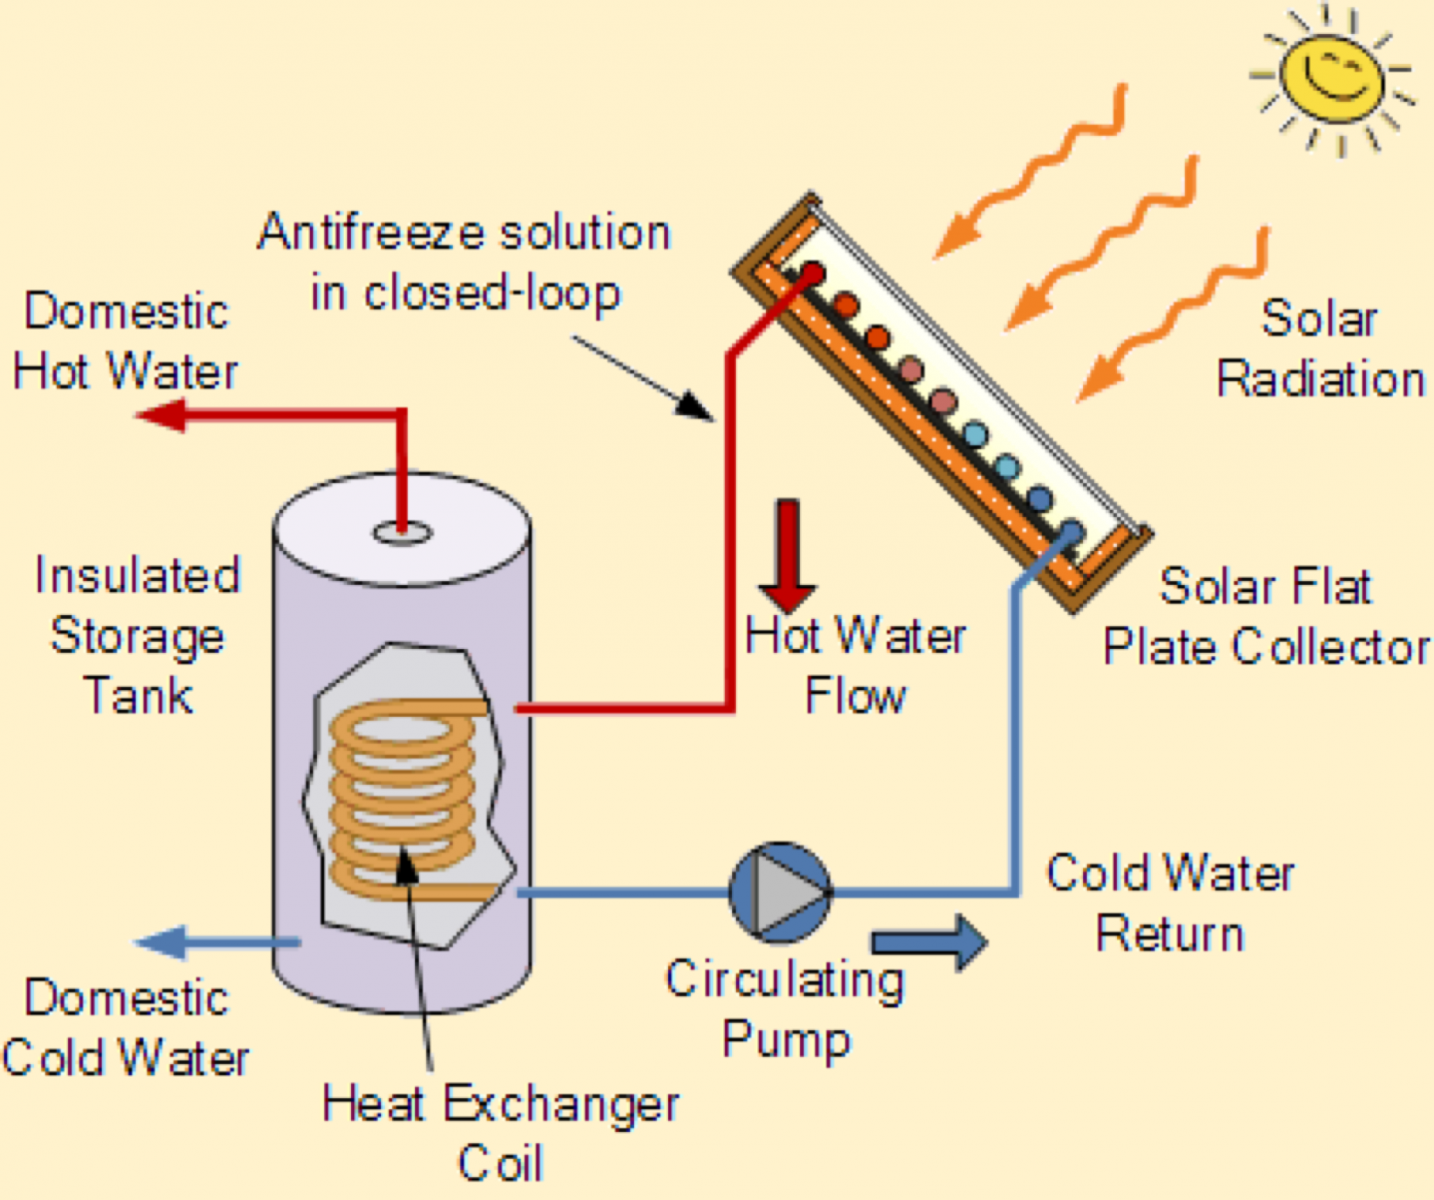 Antifreeze solution
in closed-loop
Domestic
Hot Water
Solar
Radiation
Insulated
Storage
Tank
Solar Flat
Plate Collector
Hot Water
Flow
Cold Water
Return
Circulating
Pump
Domestic
Cold Water
Heat Exchanger
Coil